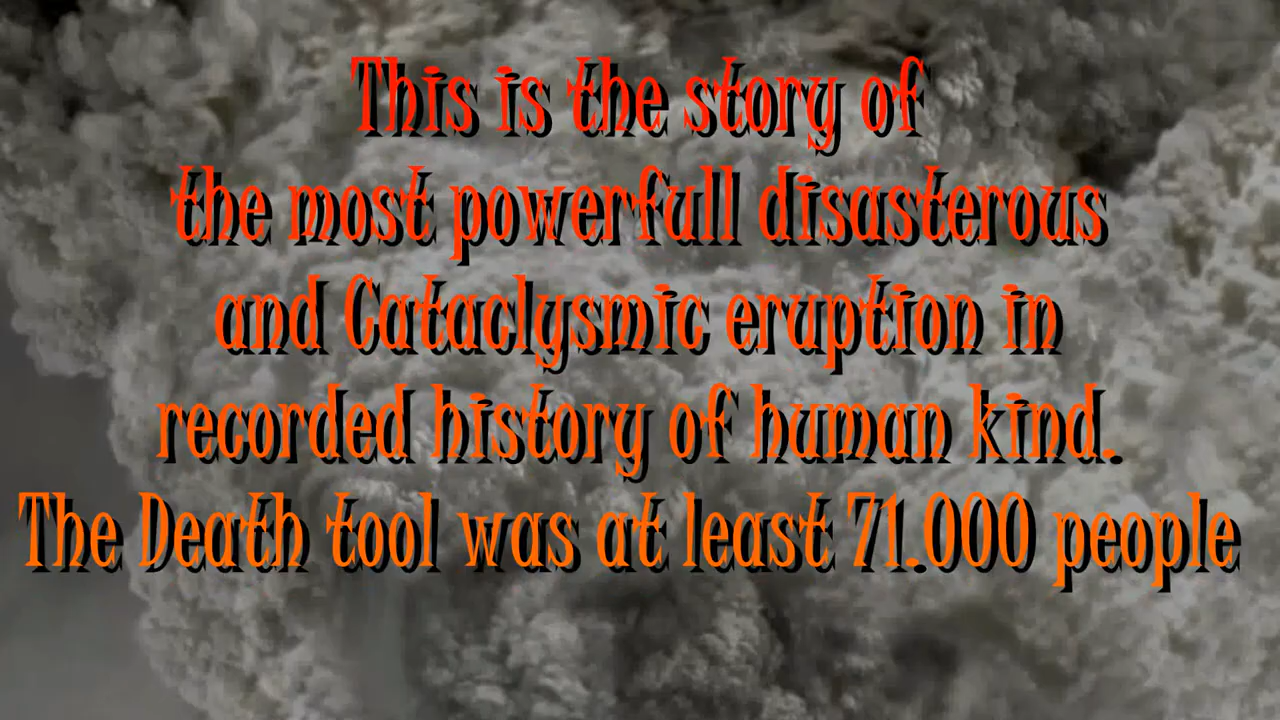 This is the story of
the most powerfull disasterous
and Cataclysmic eruption in
recorded history of human kind.
The Death tool was at least 71.000 people